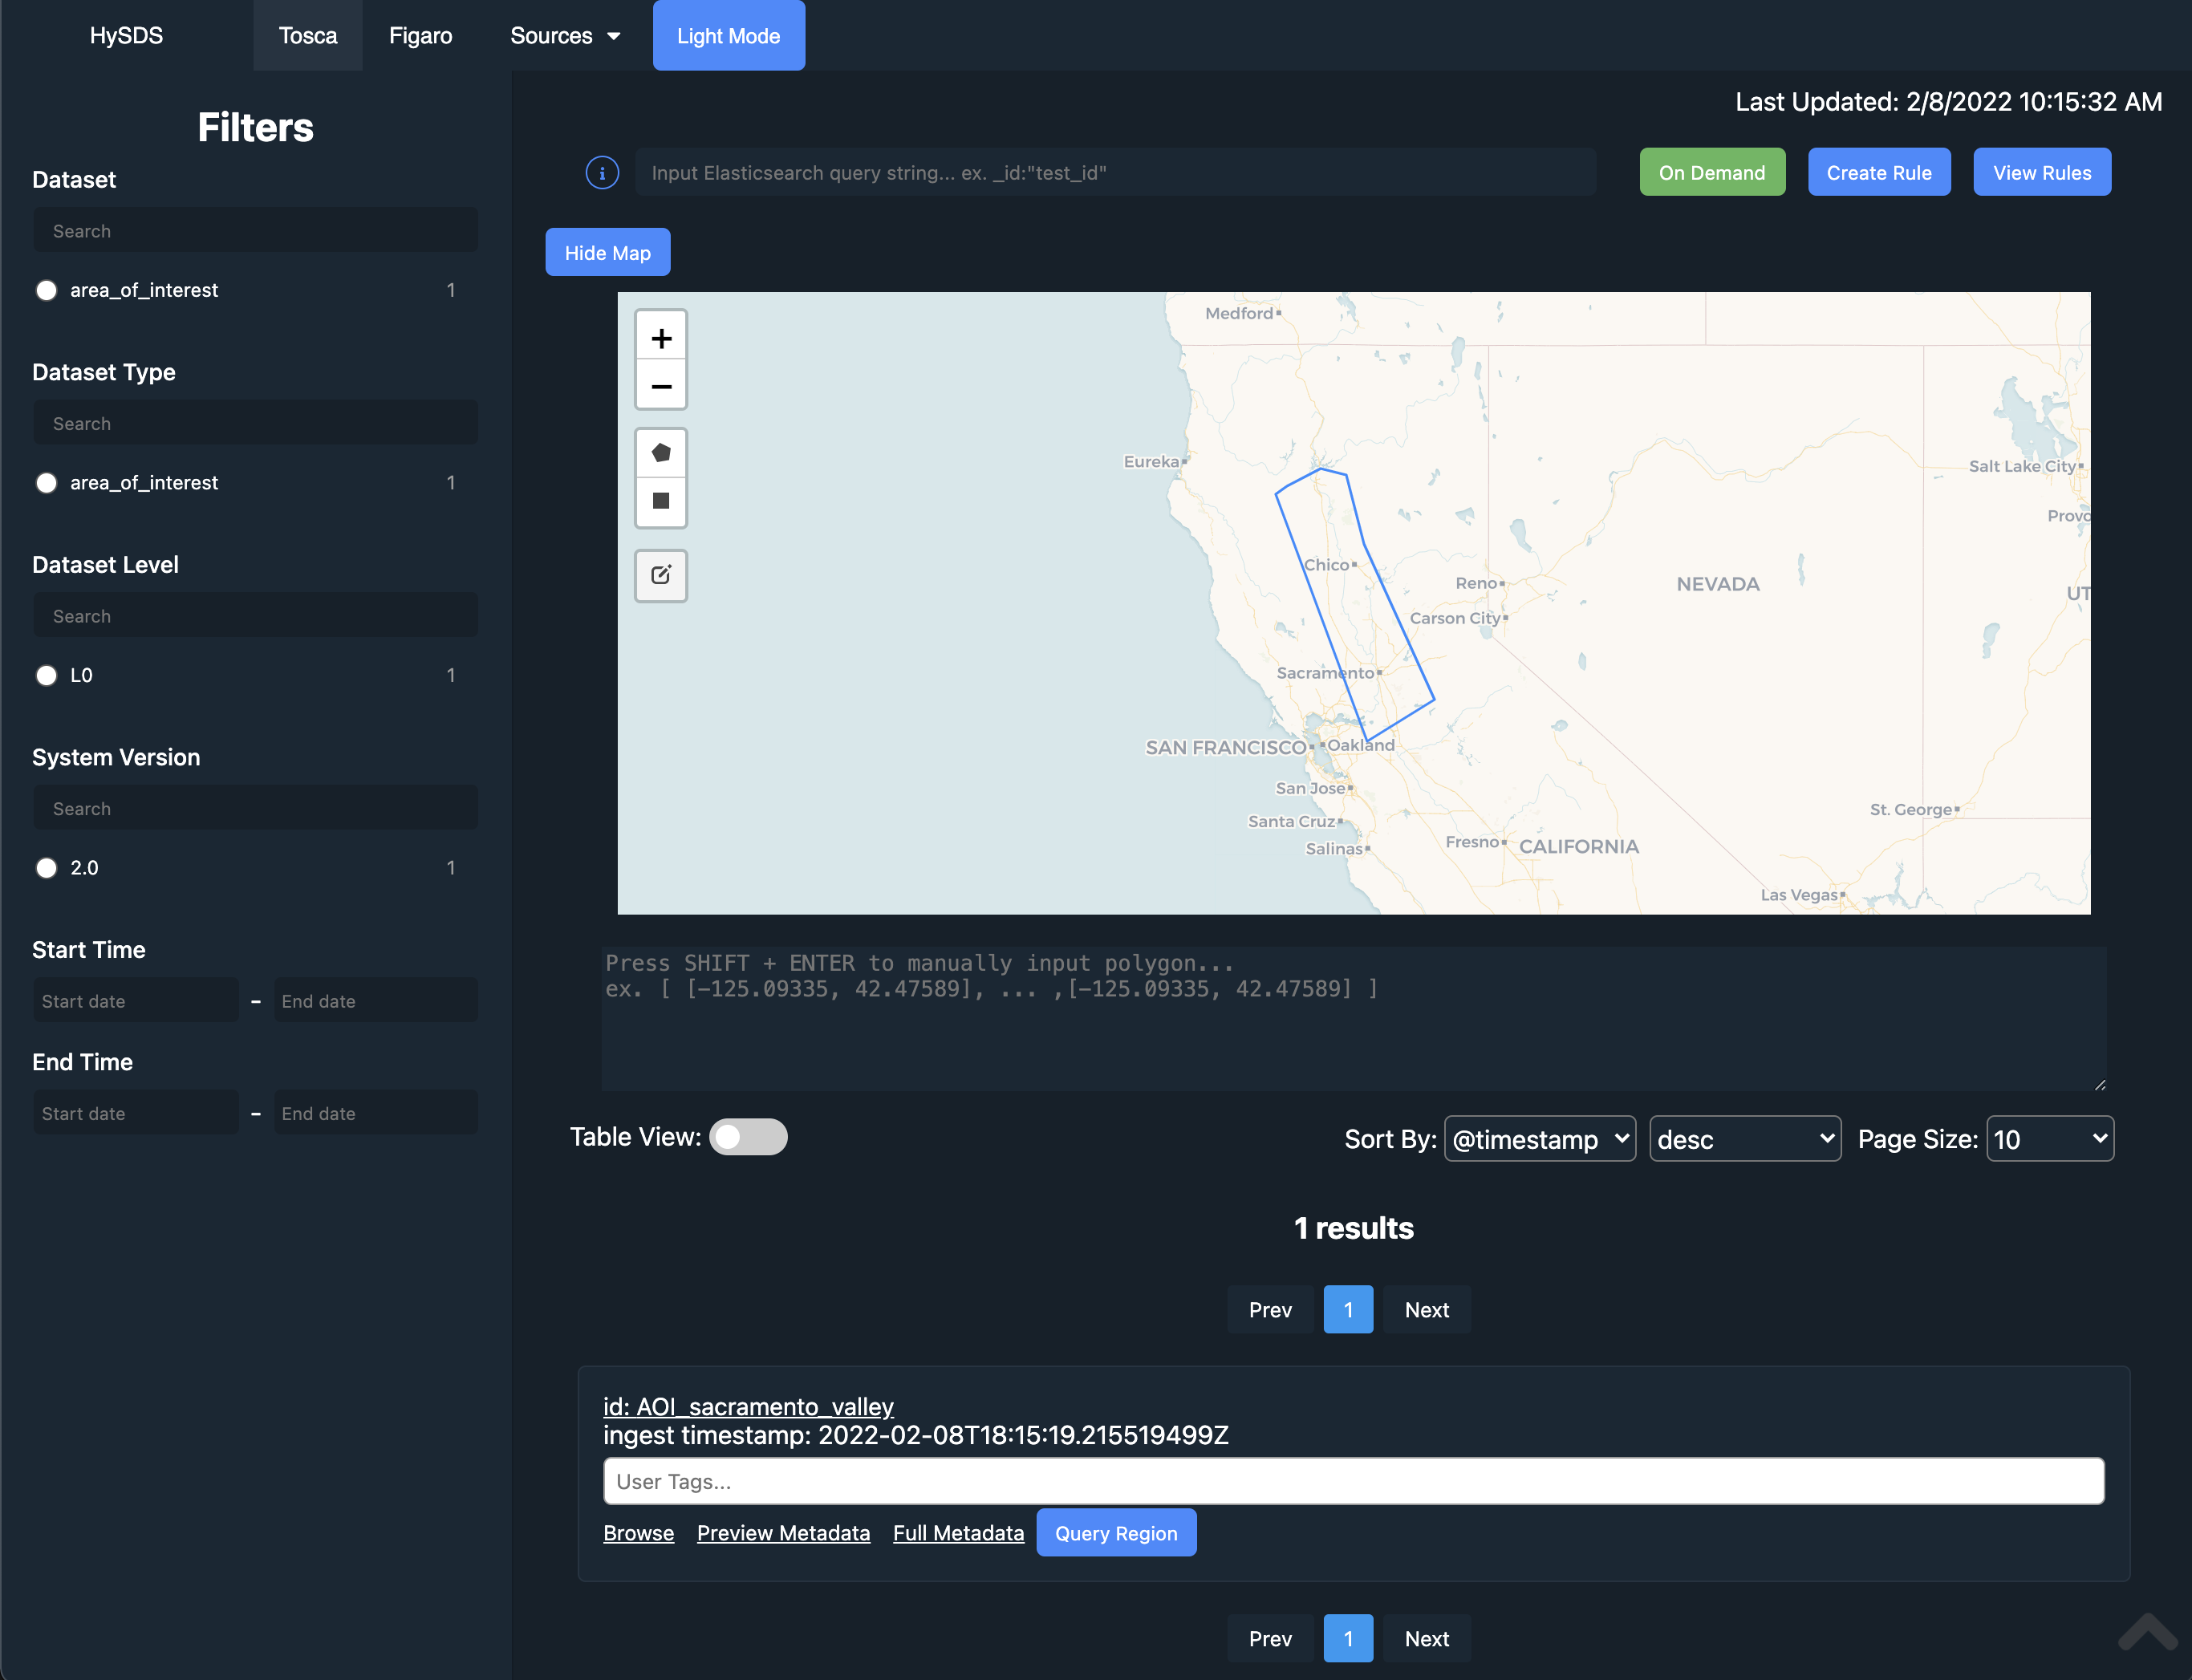 HySDS Tosca Figaro Sources Light Mode
Filters
Dataset
Search
area_of_interest 1
Dataset Type
Search
area_of_interest 1
Dataset Level
Search
L0 1
System Version
Search
2.0 1
Start Time
Start date - End date
End Time
Start date - End date
Last Updated: 2/8/2022 10:15:32 AM
i Input Elasticsearch query string... ex. _id:"test_id" On Demand Create Rule View Rules
Hide Map
+
−
Medford
Eureka
Salt Lake City
Provo
Chico
Reno
NEVADA
UT
Carson City
Sacramento
SAN FRANCISCO
Oakland
San Jose
Santa Cruz
St. George
Salinas
Fresno
CALIFORNIA
Las Vegas
Press SHIFT + ENTER to manually input polygon...
ex. [ [-125.09335, 42.47589], ... ,[-125.09335, 42.47589] ]
Table View: Sort By: @timestamp desc Page Size: 10
1 results
Prev 1 Next
id: AOI_sacramento_valley
ingest timestamp: 2022-02-08T18:15:19.215519499Z
User Tags...
Browse Preview Metadata Full Metadata Query Region
Prev 1 Next